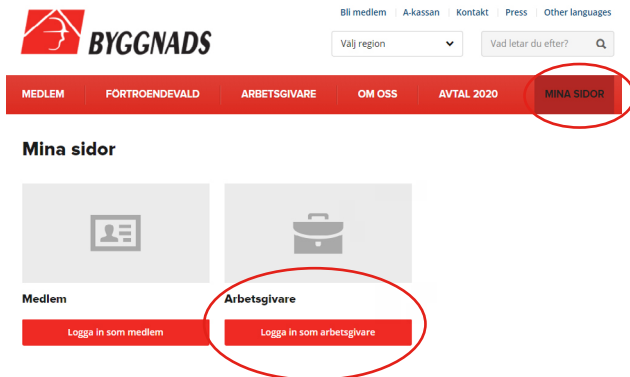 Bli medlem A-kassan Kontakt Press Other languages
BYGGNADS
Välj region
Vad letar du efter?
MEDLEM FÖRTROENDEVALD ARBETSGIVARE OM OSS AVTAL 2020 MINA SIDOR
Mina sidor
Medlem Arbetsgivare
Logga in som medlem Logga in som arbetsgivare